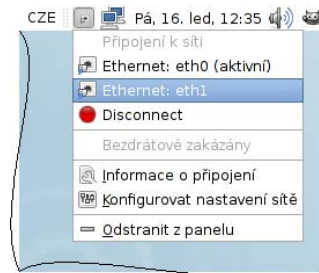 CZE Pá, 16. led, 12:35
Připojení k síti
Ethernet: eth0 (aktivní)
Ethernet: eth1
Disconnect
Bezdrátové zakázány
Informace o připojení
Konfigurovat nastavení sítě
Odstranit z panelu